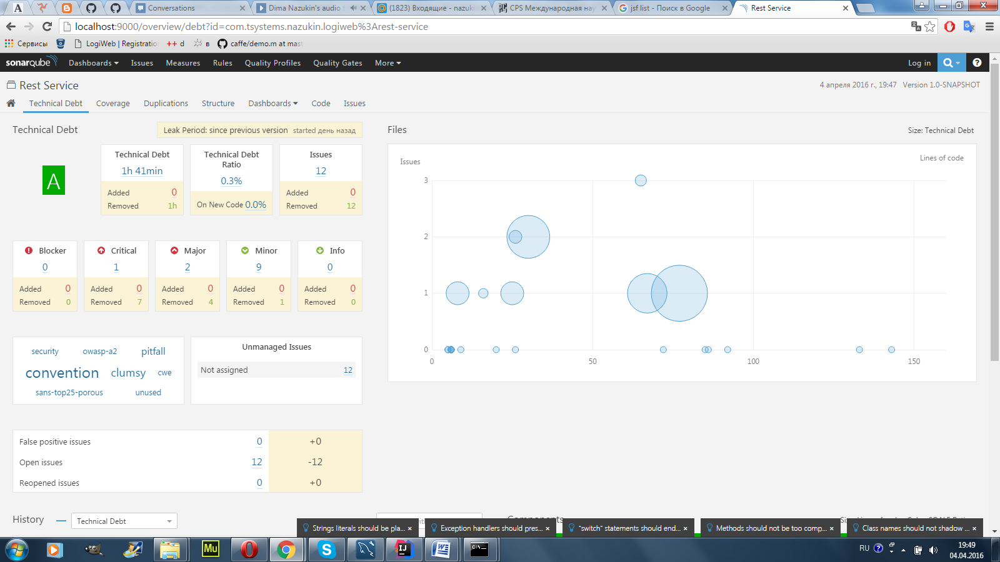 Conversations
Dima Nazukin's audio f
(1823) Входящие - nazuki
CPS Международная нау
jsf list - Поиск в Google
Rest Service
localhost:9000/overview/debt?id=com.tsystems.nazukin.logiweb%3Arest-service
Сервисы
LogiWeb | Registratio
++ d
в
caffe/demo.m at mast
sonarqube
Dashboards
Issues
Measures
Rules
Quality Profiles
Quality Gates
More
Log in
Rest Service
4 апреля 2016 г., 19:47 Version 1.0-SNAPSHOT
Technical Debt
Coverage
Duplications
Structure
Dashboards
Code
Issues
Technical Debt
Leak Period: since previous version started день назад
A
Technical Debt
1h 41min
Added 0
Removed 1h
Technical Debt
Ratio
0.3%
On New Code 0.0%
Issues
12
Added 0
Removed 12
Blocker
0
Added 0
Removed 0
Critical
1
Added 0
Removed 7
Major
2
Added 0
Removed 4
Minor
9
Added 0
Removed 1
Info
0
Added 0
Removed 0
security owasp-a2 pitfall
convention clumsy cwe
sans-top25-porous unused
Unmanaged Issues
Not assigned 12
False positive issues 0 +0
Open issues 12 -12
Reopened issues 0 +0
Files
Size: Technical Debt
Issues
Lines of code
3
2
1
0
0 50 100 150
History
Technical Debt
Components
Strings literals should be pla... ×
Exception handlers should pres... ×
"switch" statements should end... ×
Methods should not be too comp... ×
Class names should not shadow ... ×
Mu
S
IJ
W
C:\.
RU
19:49
04.04.2016